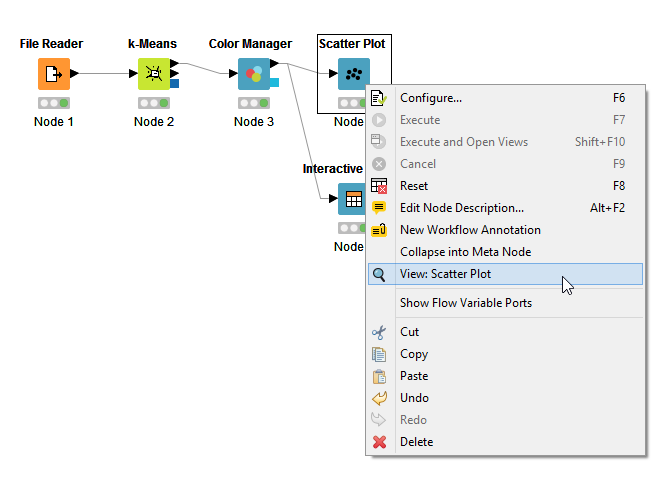 File Reader
k-Means
Color Manager
Scatter Plot
Node 1
Node 2
Node 3
Node
Interactive
Node
Configure... F6
Execute F7
Execute and Open Views Shift+F10
Cancel F9
Reset F8
Edit Node Description... Alt+F2
New Workflow Annotation
Collapse into Meta Node
View: Scatter Plot
Show Flow Variable Ports
Cut
Copy
Paste
Undo
Redo
Delete